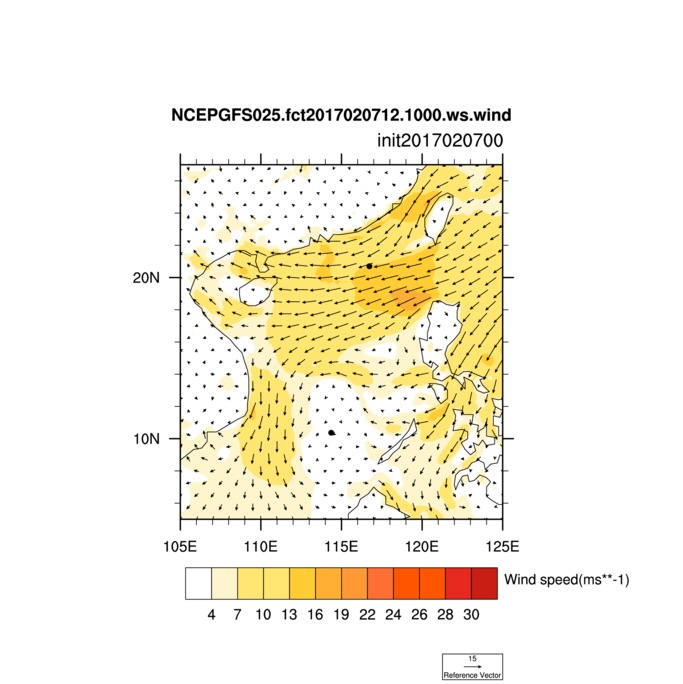 NCEPGFS025.fct2017020712.1000.ws.wind
init2017020700
20N
10N
105E 110E 115E 120E 125E
Wind speed(ms**-1)
4 7 10 13 16 19 22 24 26 28 30
15
Reference Vector